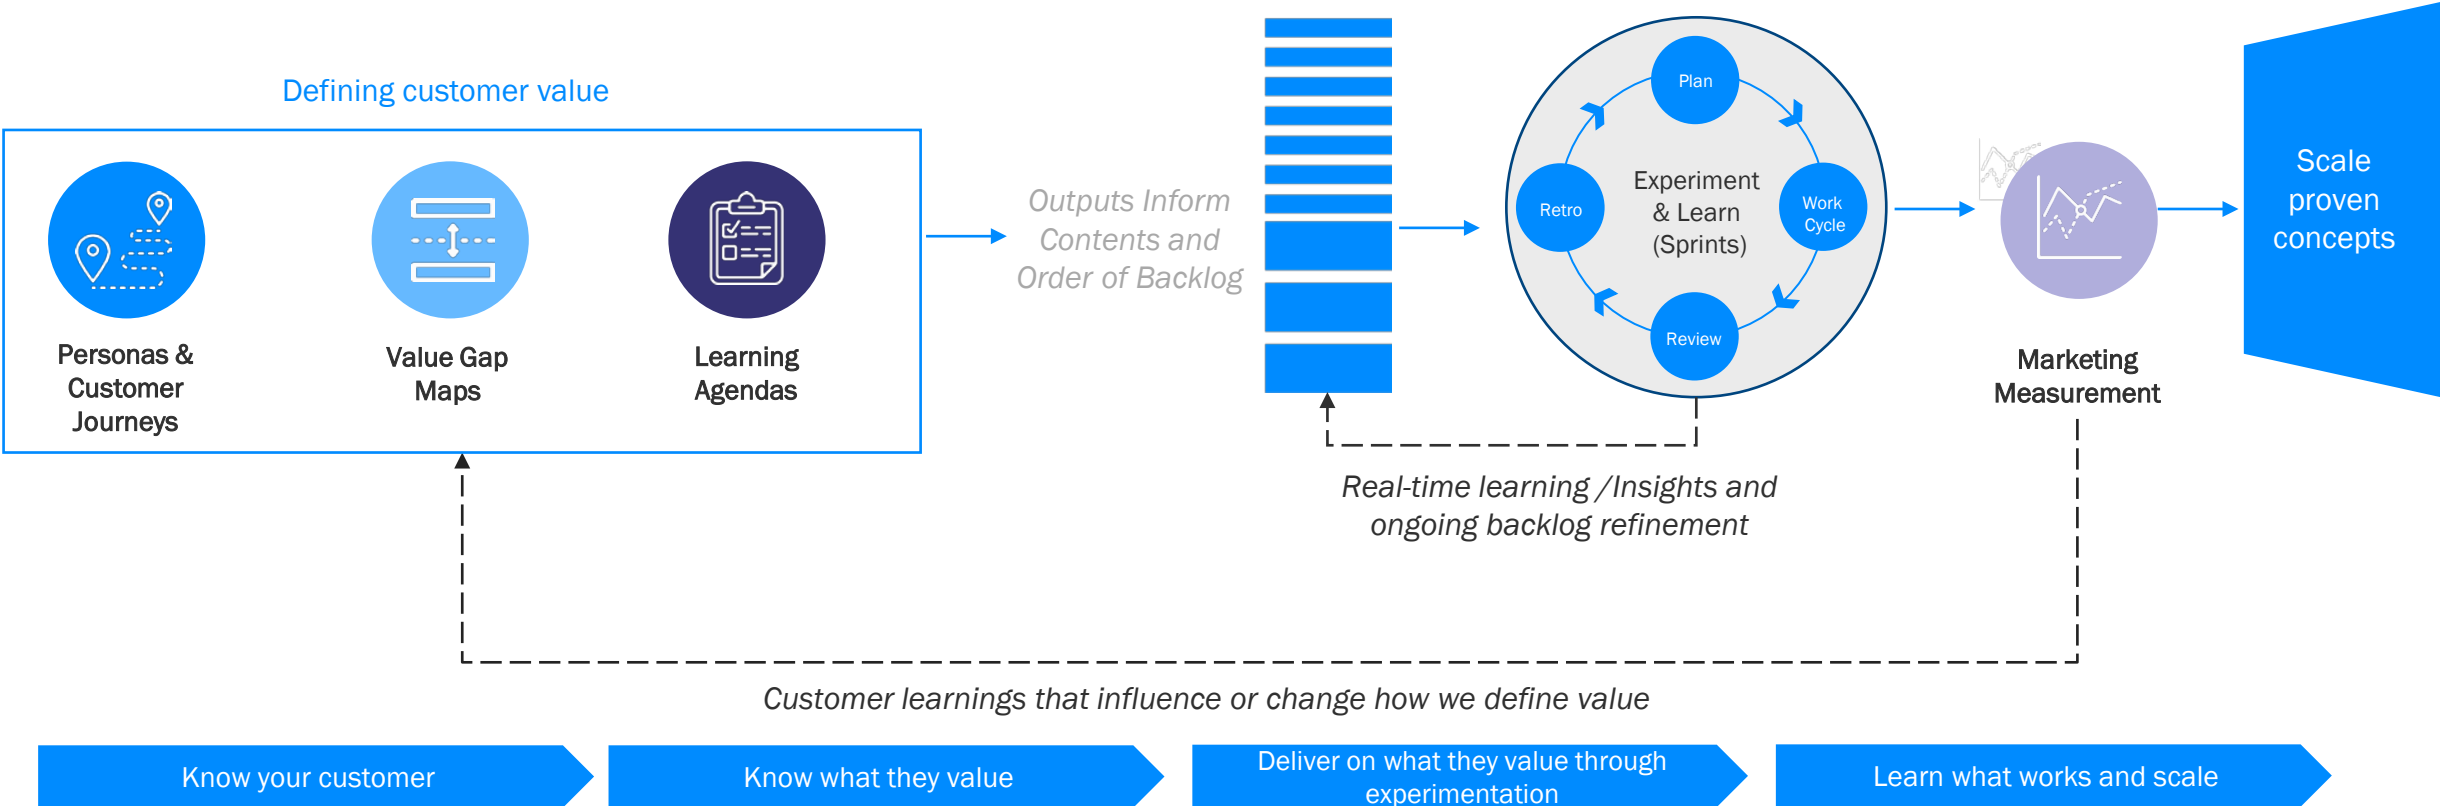 Defining customer value
Personas &
Customer
Journeys
Value Gap
Maps
Learning
Agendas
Outputs Inform
Contents and
Order of Backlog
Plan
Work
Cycle
Review
Retro
Experiment
& Learn
(Sprints)
Real-time learning /Insights and
ongoing backlog refinement
Marketing
Measurement
Scale
proven
concepts
Customer learnings that influence or change how we define value
Know your customer
Know what they value
Deliver on what they value through
experimentation
Learn what works and scale